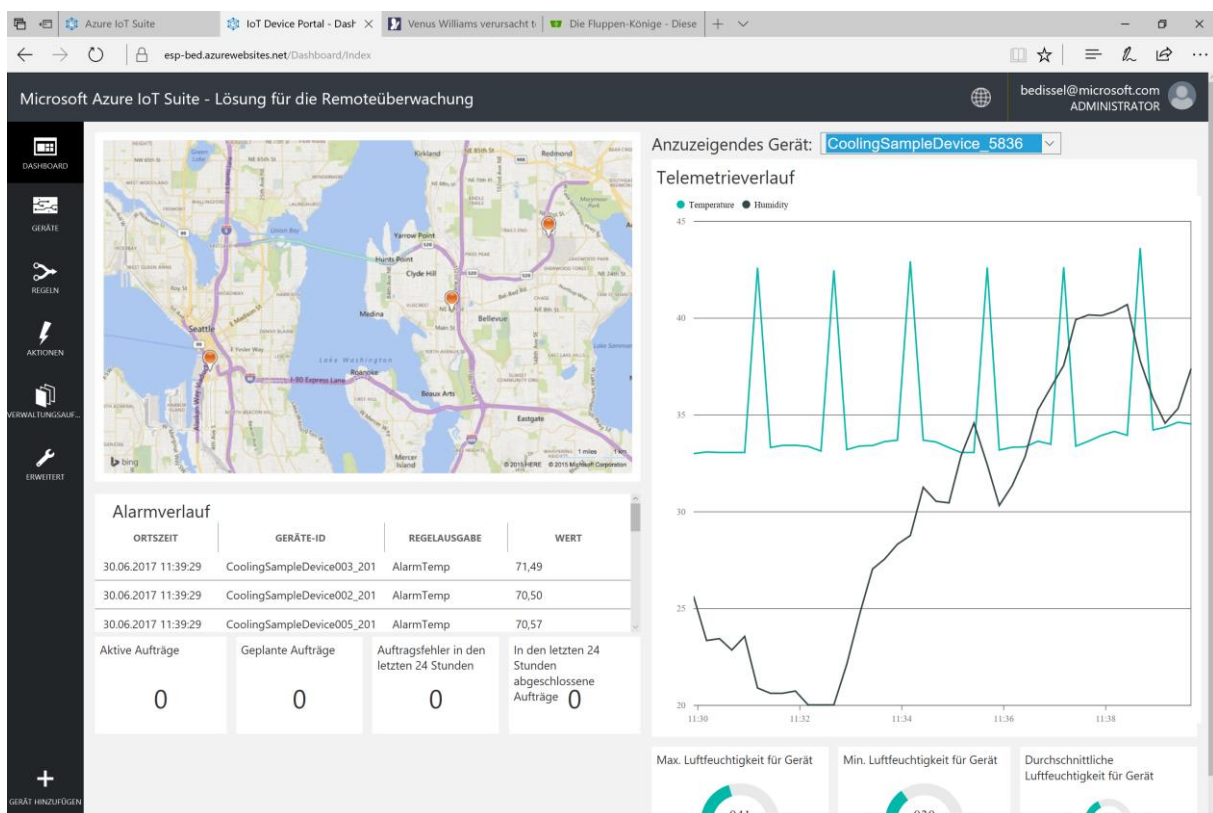 Azure IoT Suite
IoT Device Portal - Dash
Venus Williams verursacht t
Die Fluppen-Könige - Diese
esp-bed.azurewebsites.net/Dashboard/Index
Microsoft Azure IoT Suite - Lösung für die Remoteüberwachung
bedissel@microsoft.com
ADMINISTRATOR
DASHBOARD
GERÄTE
REGELN
AKTIONEN
VERWALTUNGSAUF...
ERWEITERT
GERÄT HINZUFÜGEN
Kirkland
Redmond
Yarrow Point
Hunts Point
Clyde Hill
Medina
Bellevue
Seattle
Union Bay
Lake Washington
I-90 Express Lane
Roanoke
Beaux Arts
Eastgate
Mercer
Island
520
bing
1 miles
1 km
© 2015 HERE © 2015 Microsoft Corporation
Alarmverlauf
ORTSZEIT GERÄTE-ID REGELAUSGABE WERT
30.06.2017 11:39:29 CoolingSampleDevice003_201 AlarmTemp 71,49
30.06.2017 11:39:29 CoolingSampleDevice002_201 AlarmTemp 70,50
30.06.2017 11:39:29 CoolingSampleDevice005_201 AlarmTemp 70,57
Aktive Aufträge
0
Geplante Aufträge
0
Auftragsfehler in den
letzten 24 Stunden
0
In den letzten 24
Stunden
abgeschlossene
Aufträge
0
Anzuzeigendes Gerät: CoolingSampleDevice_5836
Telemetrieverlauf
Temperature Humidity
45
40
35
30
25
20
11:30 11:32 11:34 11:36 11:38
Max. Luftfeuchtigkeit für Gerät
Min. Luftfeuchtigkeit für Gerät
Durchschnittliche
Luftfeuchtigkeit für Gerät